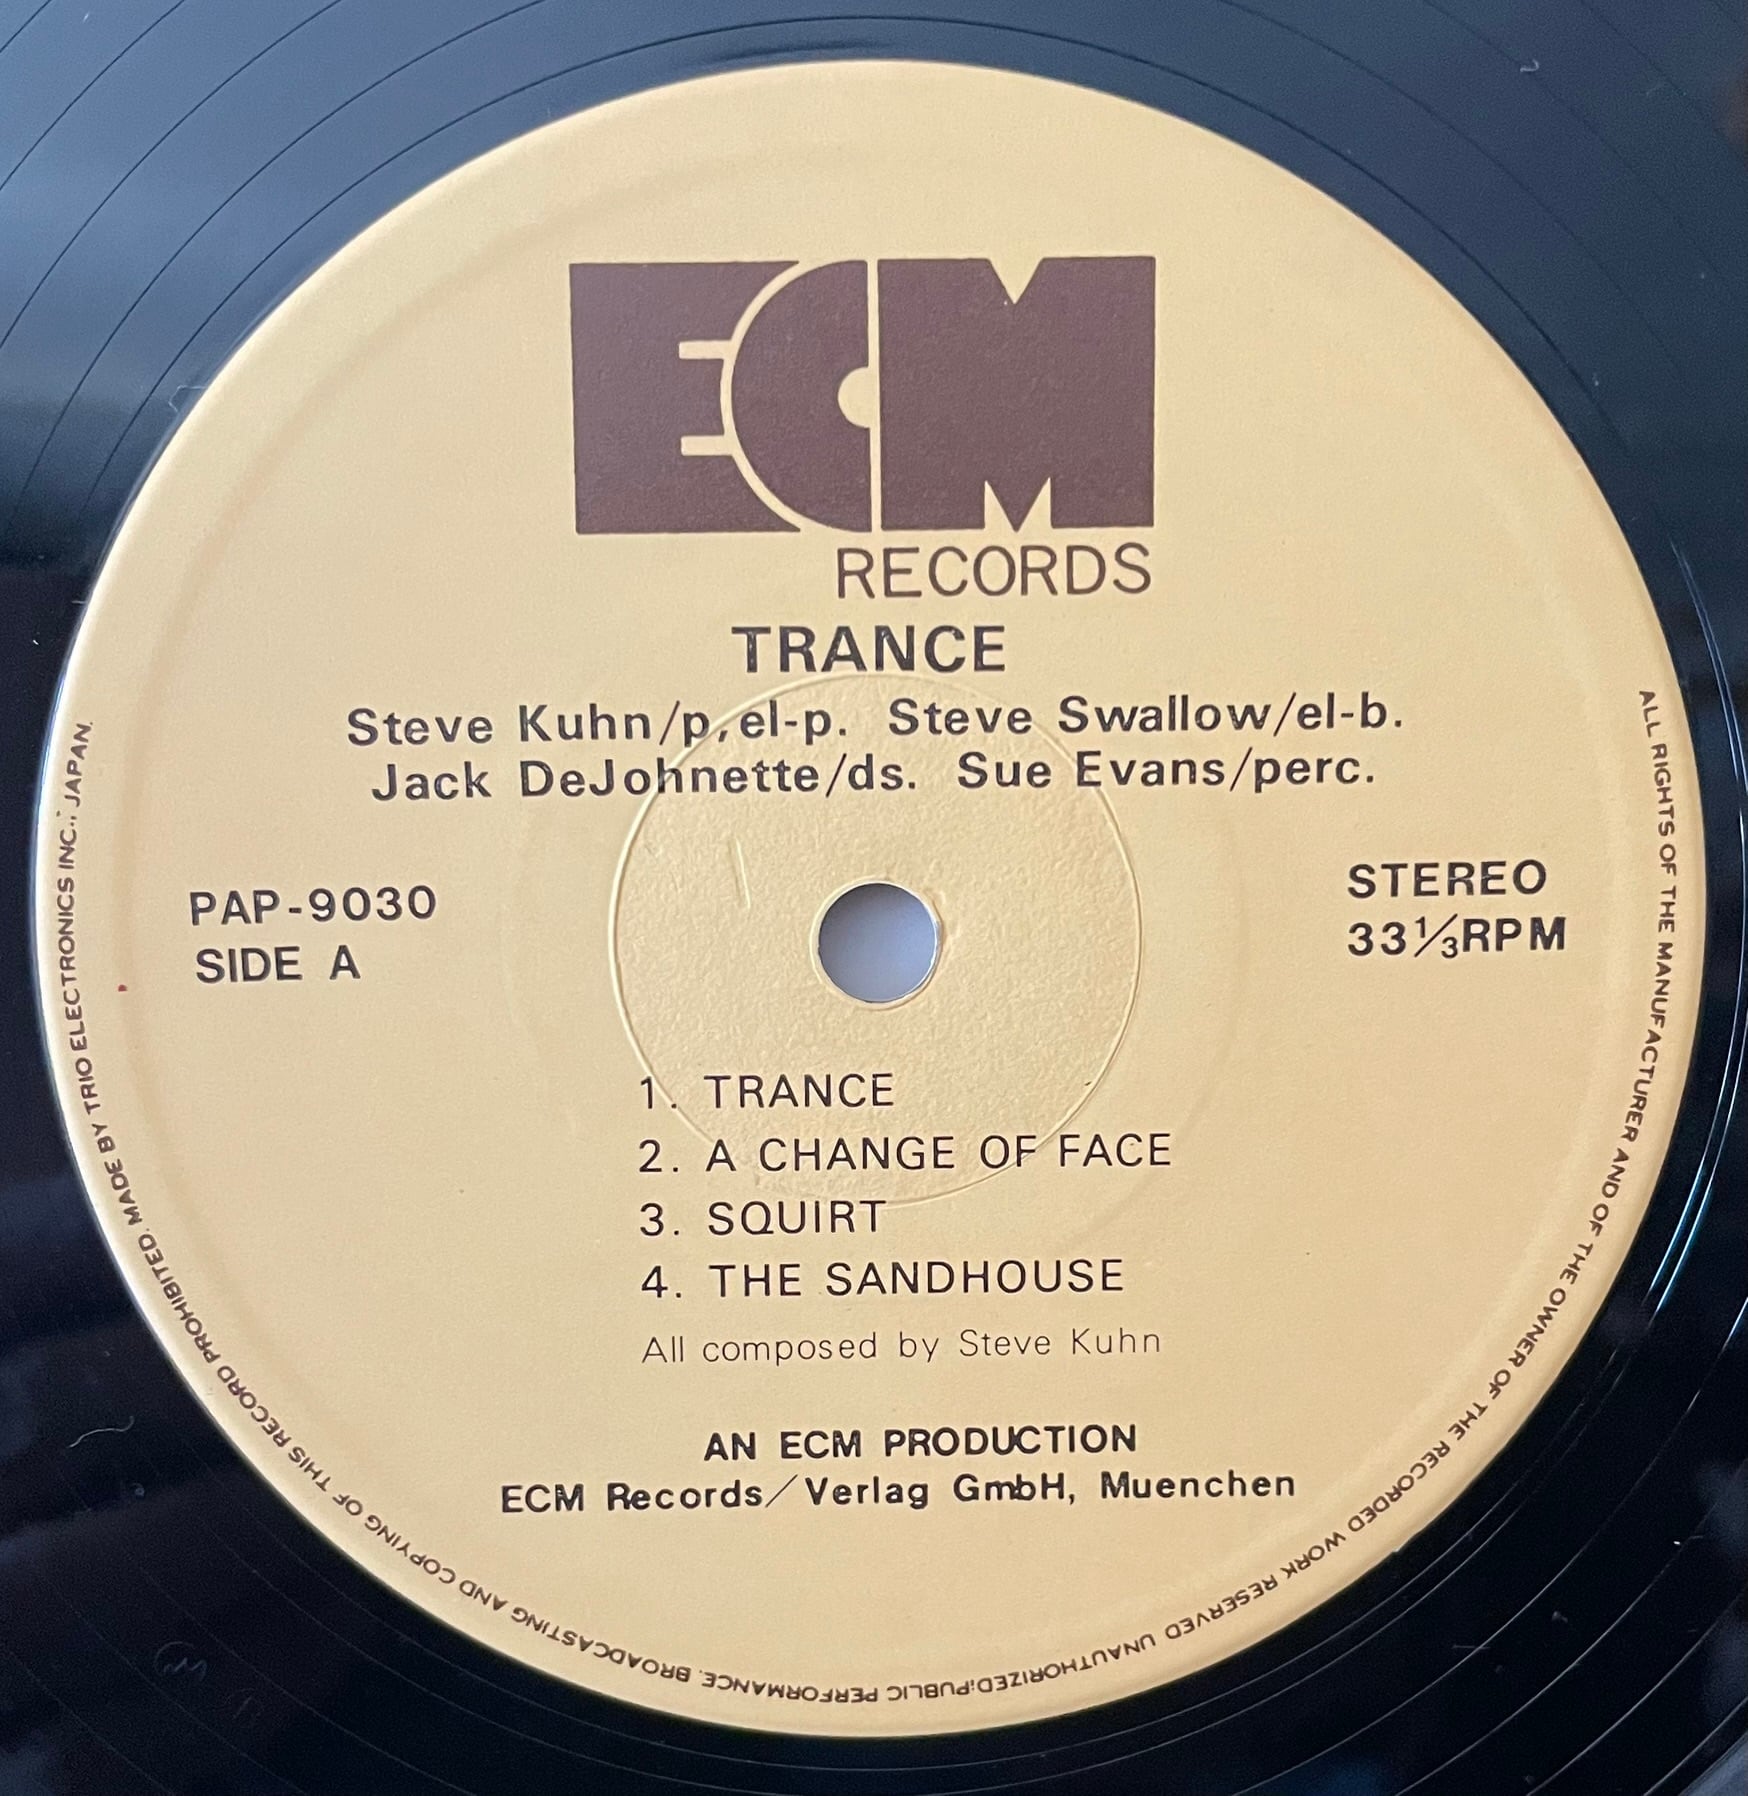 ECM
RECORDS
TRANCE
Steve Kuhn/p, el-p. Steve Swallow/el-b.
Jack DeJohnette/ds. Sue Evans/perc.
PAP-9030
SIDE A
STEREO
33⅓RPM
1. TRANCE
2. A CHANGE OF FACE
3. SQUIRT
4. THE SANDHOUSE
All composed by Steve Kuhn
AN ECM PRODUCTION
ECM Records/Verlag GmbH, Muenchen
ALL RIGHTS OF THE MANUFACTURER AND OF THE OWNER OF THE RECORDED WORK RESERVED UNAUTHORIZED;PUBLIC PERFORMANCE. BROADCASTING AND COPYING OF THIS RECORD PROHIBITED. MADE BY TRIO ELECTRONICS INC., JAPAN.